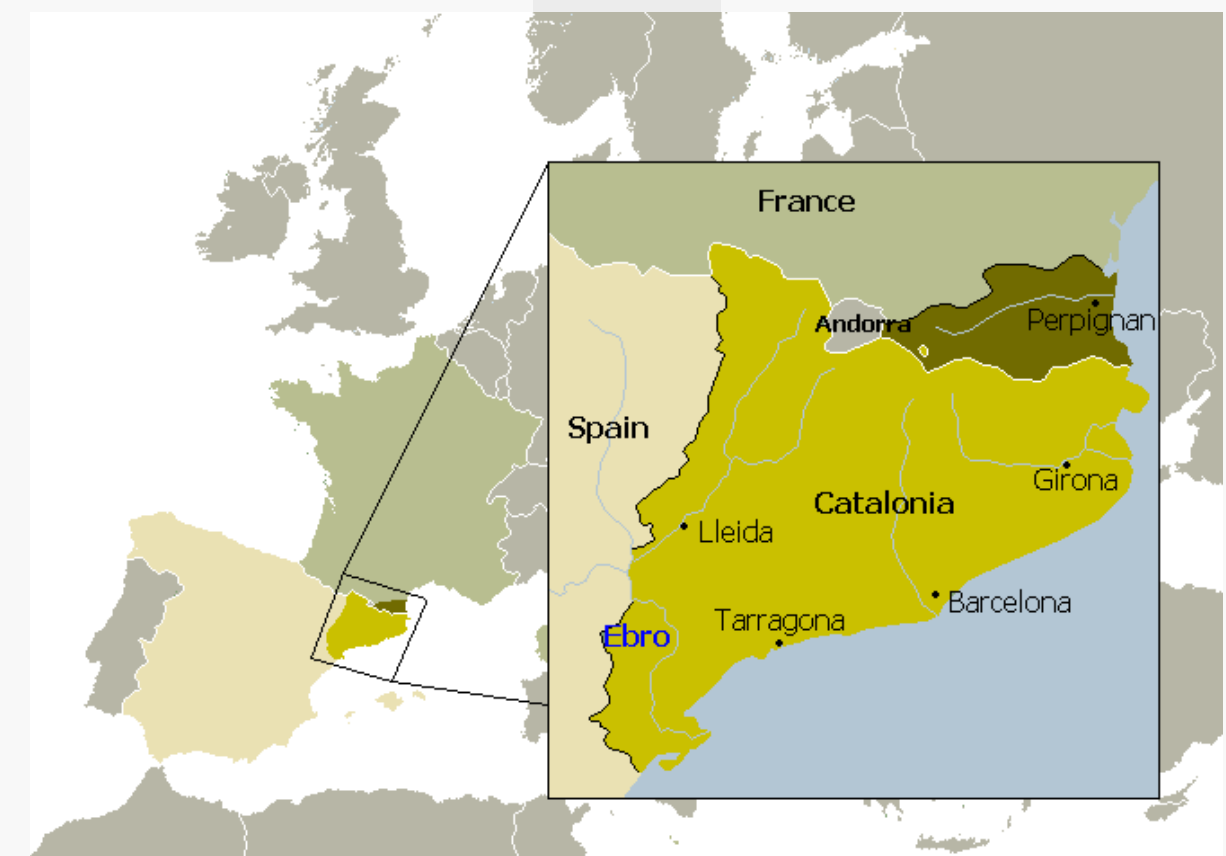 France
Andorra
Perpignan
Spain
Girona
Catalonia
Lleida
Barcelona
Tarragona
Ebro